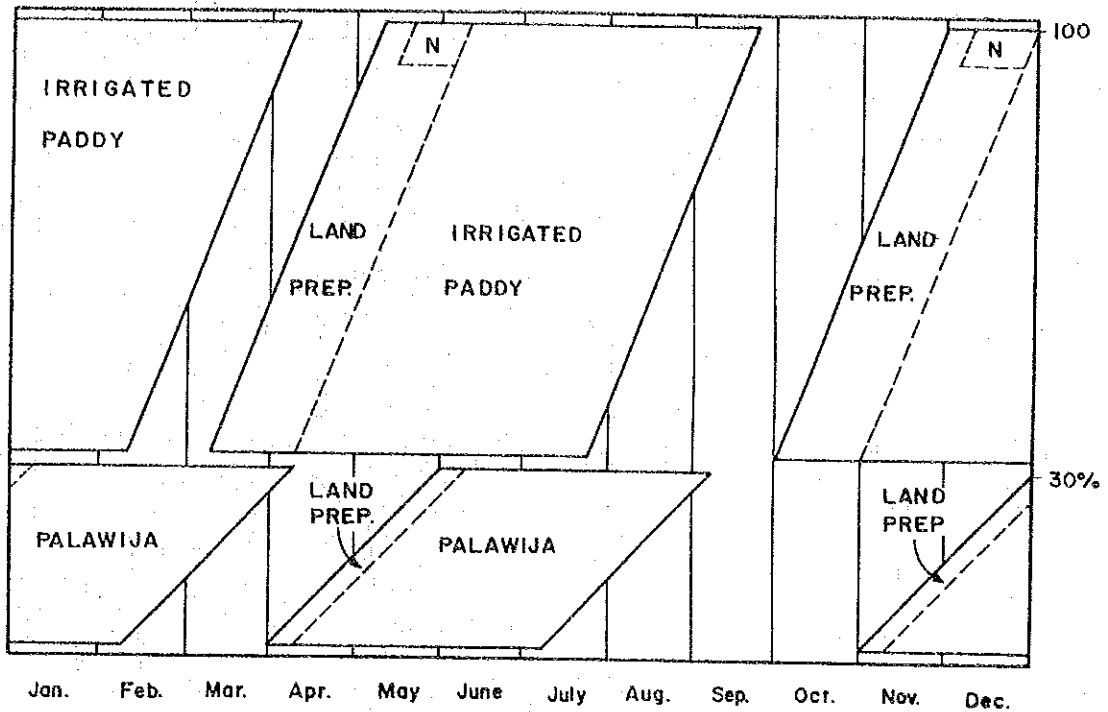 N
N
100
IRRIGATED
PADDY
LAND
PREP.
IRRIGATED
PADDY
LAND
PREP.
30%
PALAWIJA
LAND
PREP.
PALAWIJA
LAND
PREP
Jan. Feb. Mar. Apr. May June July Aug. Sep. Oct. Nov. Dec.